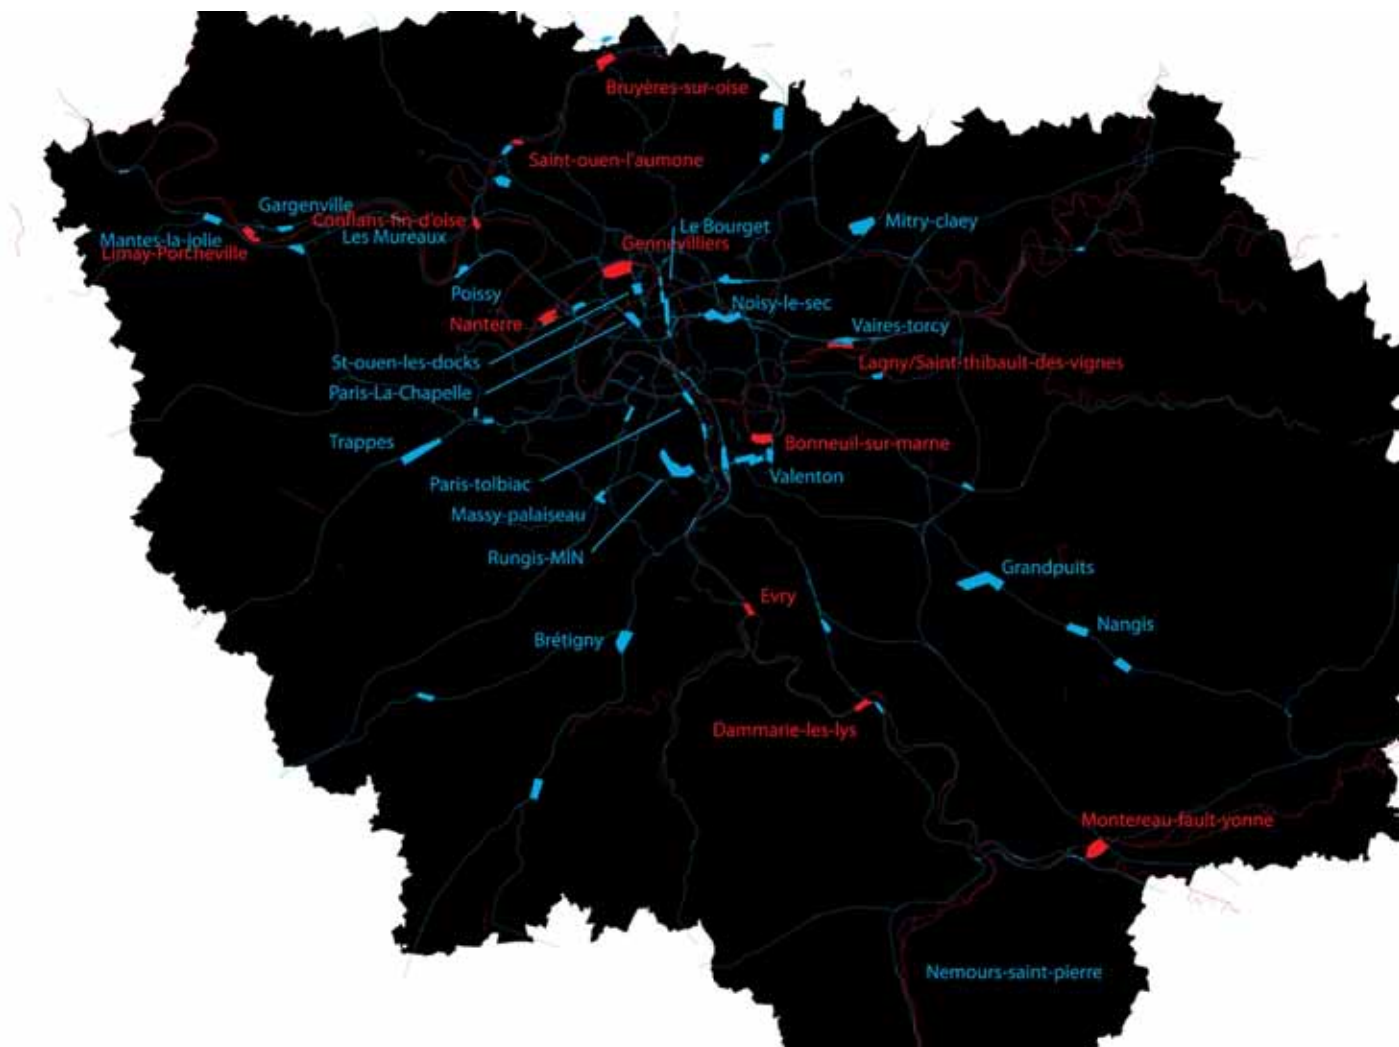 Bruyères-sur-oise
Saint-ouen-l'aumone
Gargenville
Conflans-fin-d'oise
Mitry-claey
Le Bourget
Mantes-la-jolie
Les Mureaux
Gennevilliers
Limay-Porcheville
Poissy
Noisy-le-sec
Nanterre
Vaires-torcy
St-ouen-les-docks
Lagny/Saint-thibault-des-vignes
Paris-La-Chapelle
Trappes
Bonneuil-sur-marne
Valenton
Paris-tolbiac
Massy-palaiseau
Rungis-MIN
Grandpuits
Evry
Nangis
Brétigny
Dammarie-les-lys
Montereau-fault-yonne
Nemours-saint-pierre